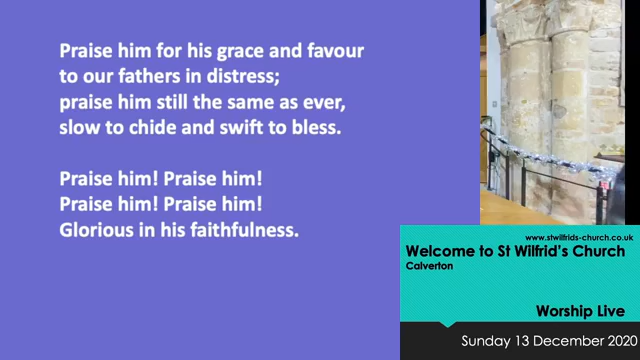 Praise him for his grace and favour
to our fathers in distress;
praise him still the same as ever,
slow to chide and swift to bless.
Praise him! Praise him!
Praise him! Praise him!
Glorious in his faithfulness.
www.stwilfrids-church.co.uk
Welcome to St Wilfrid's Church
Calverton
Worship Live
Sunday 13 December 2020